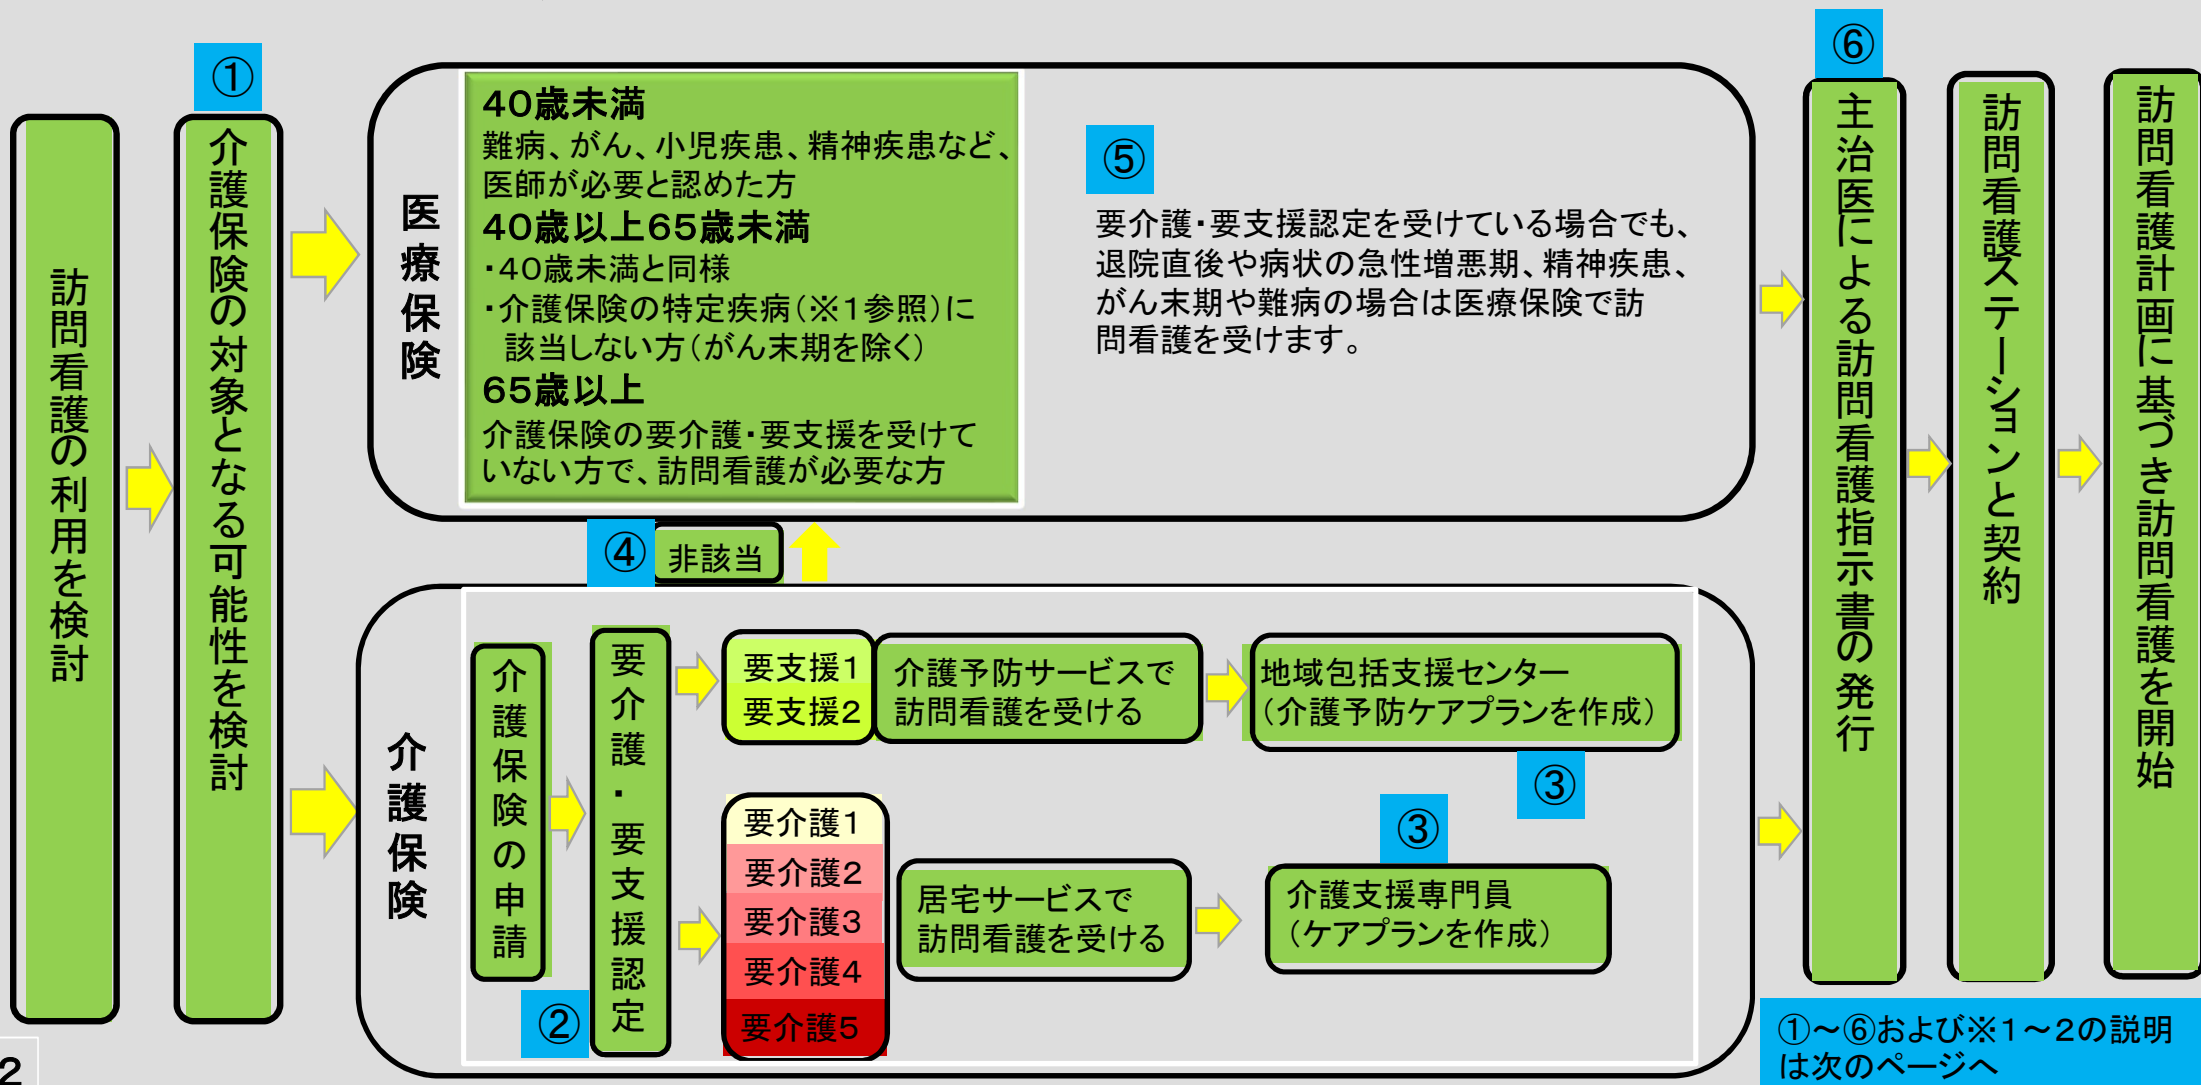 訪問看護の利用を検討
①
介護保険の対象となる可能性を検討
医療保険
40歳未満
難病、がん、小児疾患、精神疾患など、
医師が必要と認めた方
40歳以上65歳未満
・40歳未満と同様
・介護保険の特定疾病(※1参照)に
該当しない方(がん末期を除く)
65歳以上
介護保険の要介護・要支援を受けて
いない方で、訪問看護が必要な方
⑤
要介護・要支援認定を受けている場合でも、
退院直後や病状の急性増悪期、精神疾患、
がん末期や難病の場合は医療保険で訪
問看護を受けます。
④
非該当
介護保険
介護保険の申請
②
要介護・要支援認定
要支援1
要支援2
介護予防サービスで
訪問看護を受ける
地域包括支援センター
(介護予防ケアプランを作成)
③
要介護1
要介護2
要介護3
要介護4
要介護5
居宅サービスで
訪問看護を受ける
③
介護支援専門員
(ケアプランを作成)
⑥
主治医による訪問看護指示書の発行
訪問看護ステーションと契約
訪問看護計画に基づき訪問看護を開始
①~⑥および※1~2の説明
は次のページへ
2